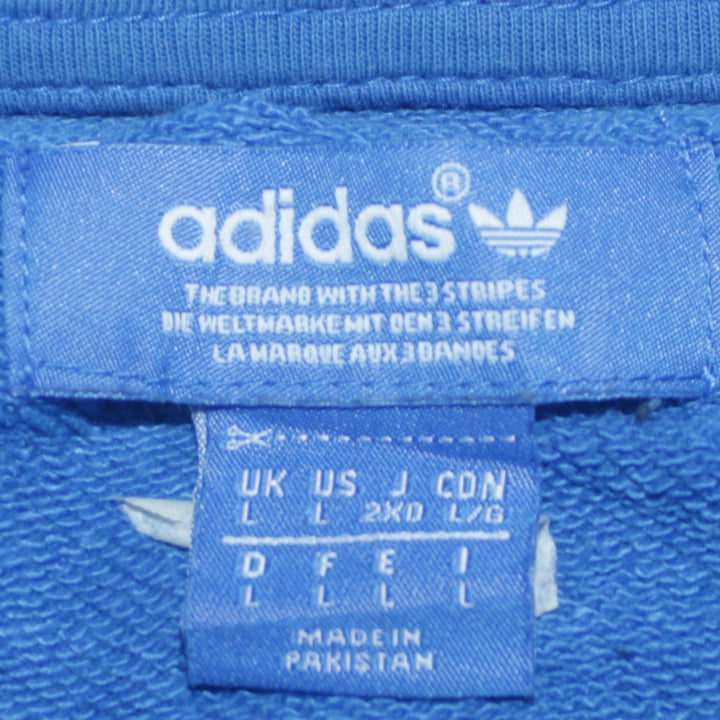 adidas®
THE BRAND WITH THE 3 STRIPES
DIE WELTMARKE MIT DEN 3 STREIFEN
LA MARQUE AUX 3 BANDES
UK US J CDN
L L 2XO L/G
D F E I
L L L L
MADE IN
PAKISTAN